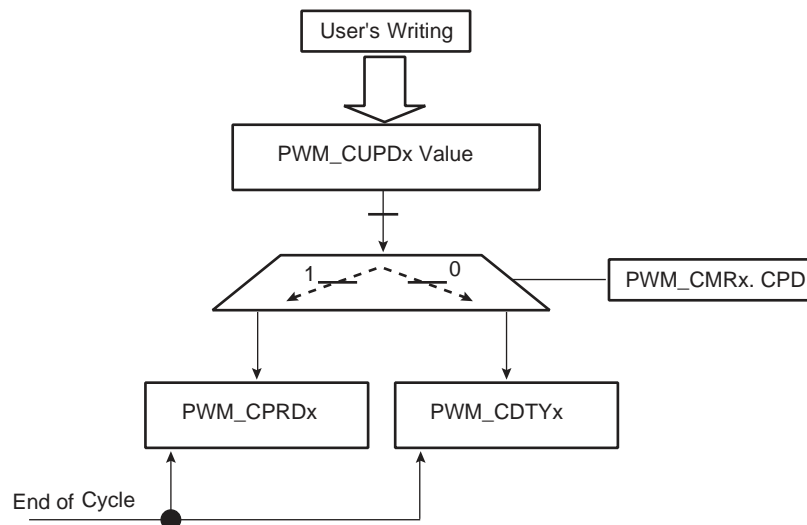 User's Writing
PWM_CUPDx Value
1
0
PWM_CMRx. CPD
PWM_CPRDx
PWM_CDTYx
End of Cycle